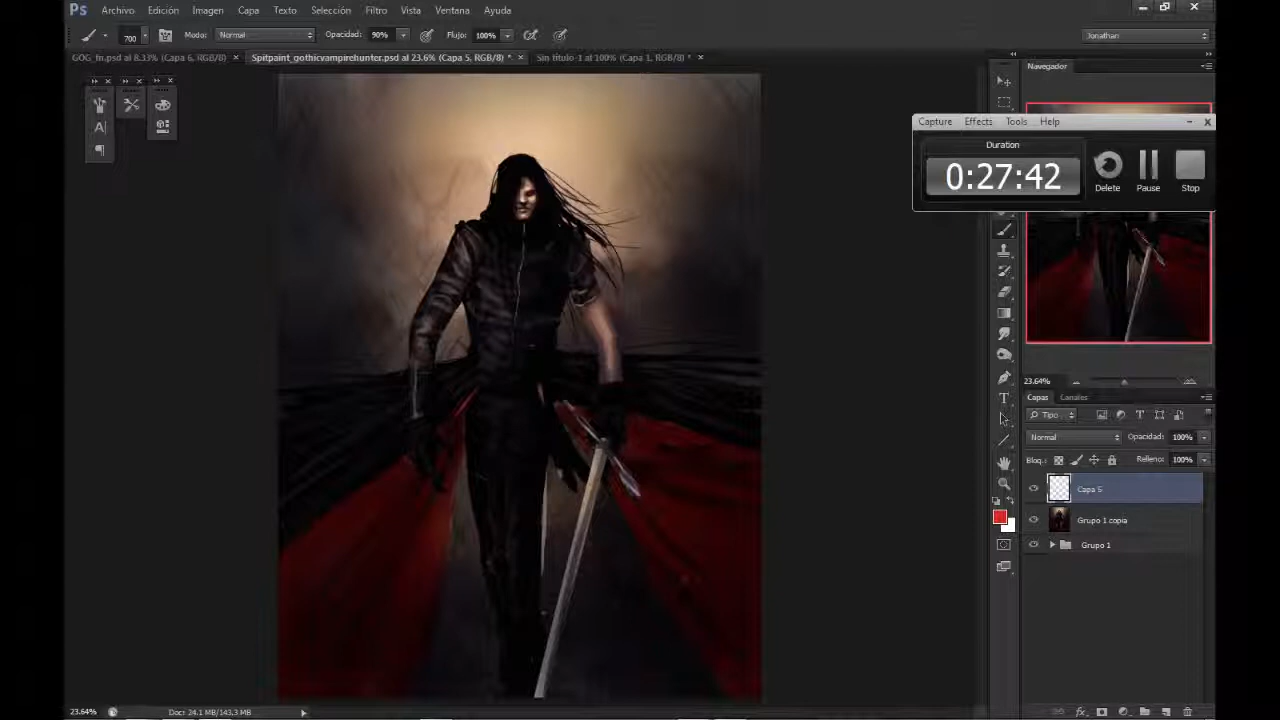 Ps Archivo Edición Imagen Capa Texto Selección Filtro Vista Ventana Ayuda
700 Modo: Normal Opacidad: 90% Flujo: 100% Jonathan
GOG_fn.psd al 8.33% (Capa 6, RGB/8) × Spitpaint_gothicvampirehunter.psd al 23.6% (Capa 5, RGB/8) * × Sin título-1 al 100% (Capa 1, RGB/8) * ×
Navegador
Capture Effects Tools Help
Duration
0:27:42
Delete Pause Stop
23.64%
Capas Canales
Tipo
Normal Opacidad: 100%
Bloq.: Relleno: 100%
Capa 5
Grupo 1 copia
Grupo 1
23.64% Doc: 24.1 MB/143.3 MB